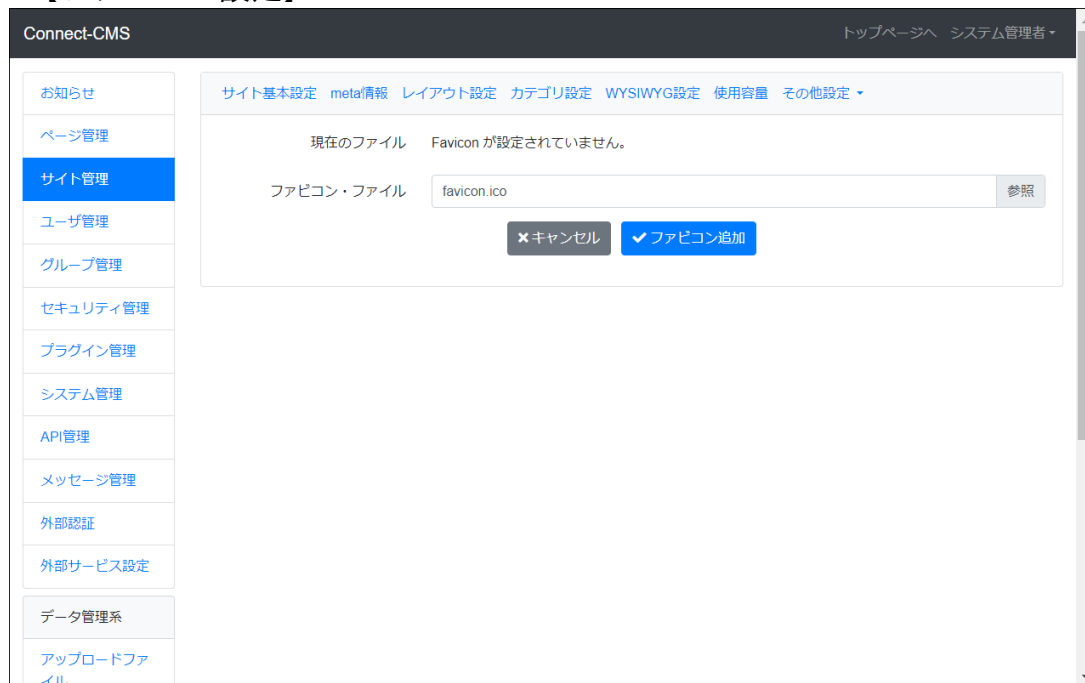 設定】
Connect-CMS
トップページへ システム管理者
お知らせ
ページ管理
サイト管理
ユーザ管理
グループ管理
セキュリティ管理
プラグイン管理
システム管理
API管理
メッセージ管理
外部認証
外部サービス設定
データ管理系
アップロードファ
イル
サイト基本設定 meta情報 レイアウト設定 カテゴリ設定 WYSIWYG設定 使用容量 その他設定
現在のファイル Favicon が設定されていません。
ファビコン・ファイル favicon.ico 参照
キャンセル ファビコン追加